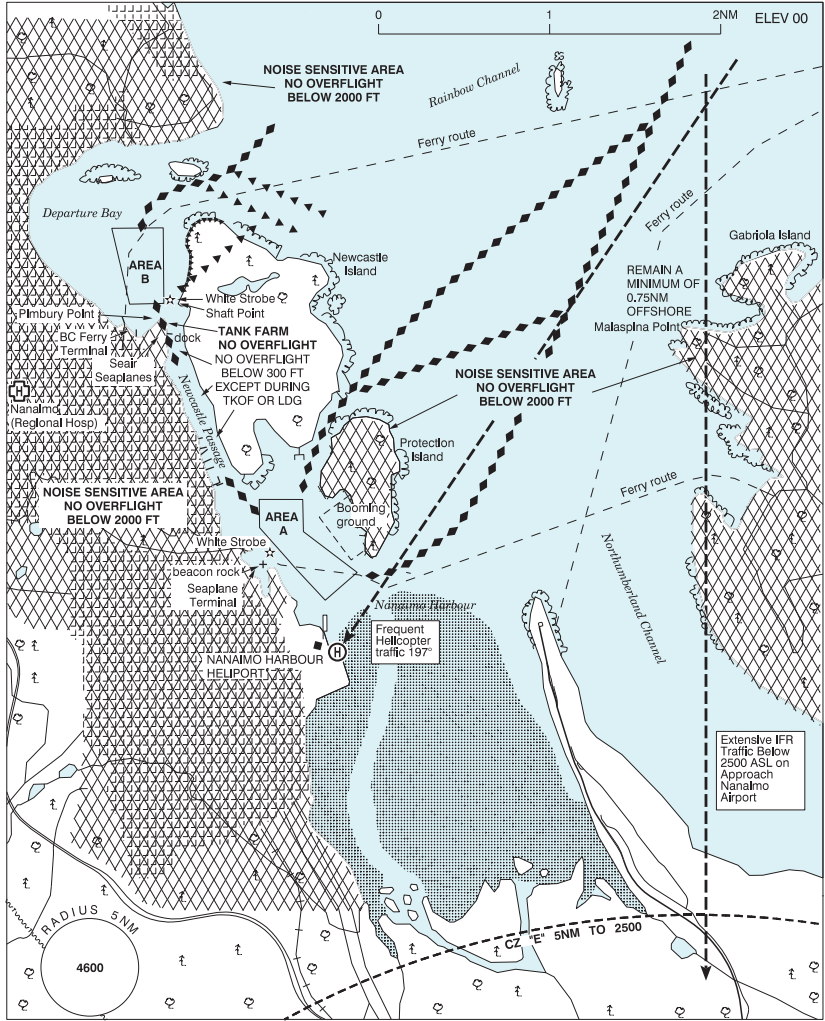 0
1
2NM
ELEV 00
NOISE SENSITIVE AREA
NO OVERFLIGHT
BELOW 2000 FT
Rainbow Channel
Ferry route
Departure Bay
Ferry route
Gabriola Island
AREA
B
Newcastle
Island
REMAIN A
MINIMUM OF
0.75NM
OFFSHORE
Malaspina Point
White Strobe
Shaft Point
Pimbury Point
BC Ferry
Terminal
dock
TANK FARM
NO OVERFLIGHT
NO OVERFLIGHT
BELOW 300 FT
EXCEPT DURING
TKOF OR LDG
Seair
Seaplanes
Newcastle Passage
H
Nanaimo
(Regional Hosp)
NOISE SENSITIVE AREA
NO OVERFLIGHT
BELOW 2000 FT
Protection
Island
NOISE SENSITIVE AREA
NO OVERFLIGHT
BELOW 2000 FT
Ferry route
Booming
ground
AREA
A
White Strobe
beacon rock
Seaplane
Terminal
Northumberland Channel
Nanaimo Harbour
Frequent
Helicopter
traffic 197°
H
NANAIMO HARBOUR
HELIPORT
Extensive IFR
Traffic Below
2500 ASL on
Approach
Nanaimo
Airport
RADIUS 5NM
4600
CZ "E" 5NM TO 2500